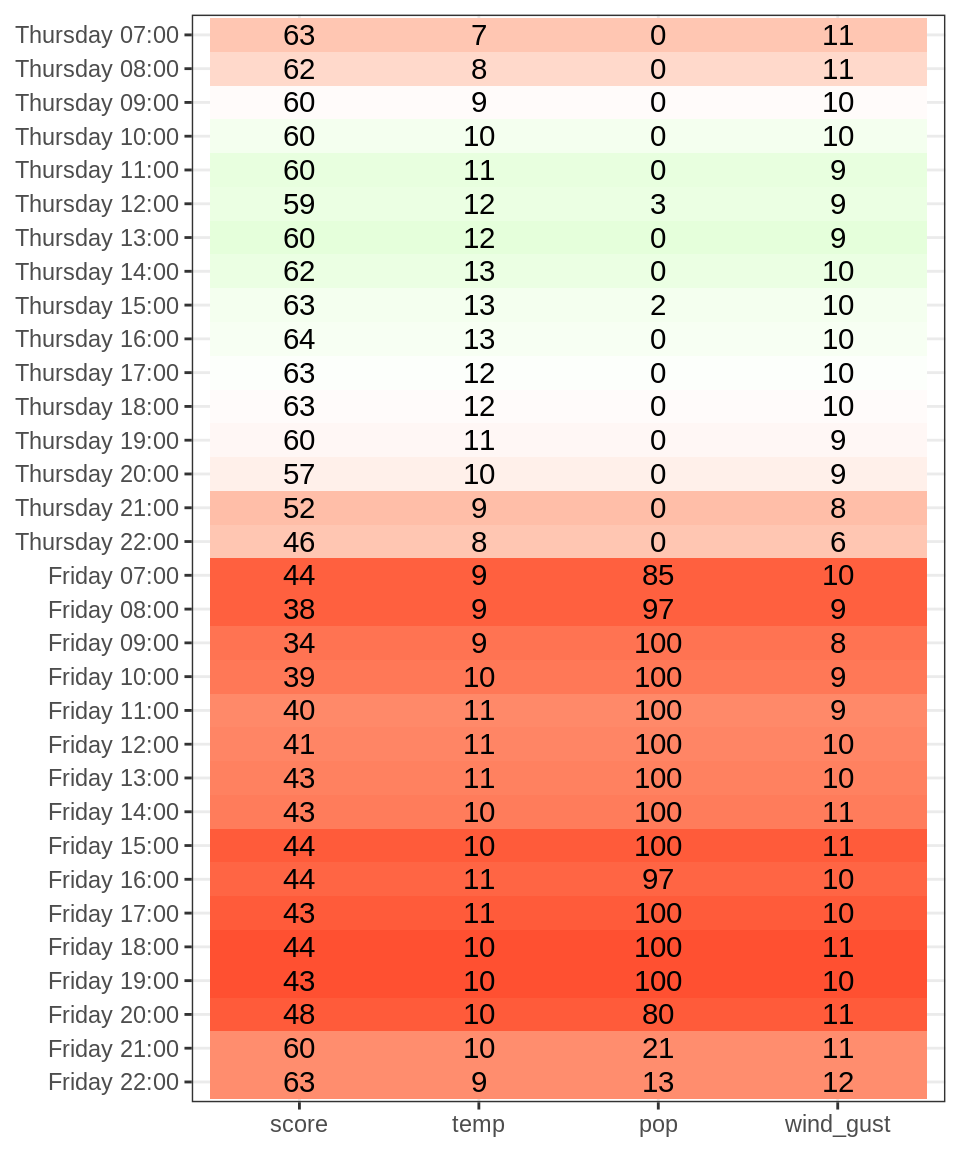 Thursday 07:00 63 7 0 11
Thursday 08:00 62 8 0 11
Thursday 09:00 60 9 0 10
Thursday 10:00 60 10 0 10
Thursday 11:00 60 11 0 9
Thursday 12:00 59 12 3 9
Thursday 13:00 60 12 0 9
Thursday 14:00 62 13 0 10
Thursday 15:00 63 13 2 10
Thursday 16:00 64 13 0 10
Thursday 17:00 63 12 0 10
Thursday 18:00 63 12 0 10
Thursday 19:00 60 11 0 9
Thursday 20:00 57 10 0 9
Thursday 21:00 52 9 0 8
Thursday 22:00 46 8 0 6
Friday 07:00 44 9 85 10
Friday 08:00 38 9 97 9
Friday 09:00 34 9 100 8
Friday 10:00 39 10 100 9
Friday 11:00 40 11 100 9
Friday 12:00 41 11 100 10
Friday 13:00 43 11 100 10
Friday 14:00 43 10 100 11
Friday 15:00 44 10 100 11
Friday 16:00 44 11 97 10
Friday 17:00 43 11 100 10
Friday 18:00 44 10 100 11
Friday 19:00 43 10 100 10
Friday 20:00 48 10 80 11
Friday 21:00 60 10 21 11
Friday 22:00 63 9 13 12
score temp pop wind_gust